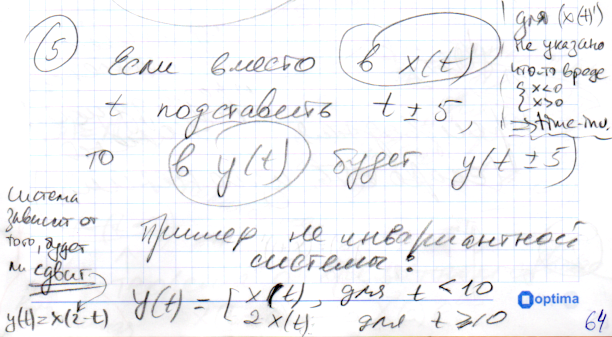 5
Если вместо в x(t)
t подставить t ± 5,
то в y(t) будет y(t ± 5)
для (x(t))
не указано
что-то вроде
{ x<0
{ x>0
=> time-inv.
система
зависит от
того, будет
ли сдвиг
y(t)=x(2-t)
Пример не инвариантной
системы:
y(t) = [ x(t), для t < 10
2x(t) для t ≥ 10
optima
64